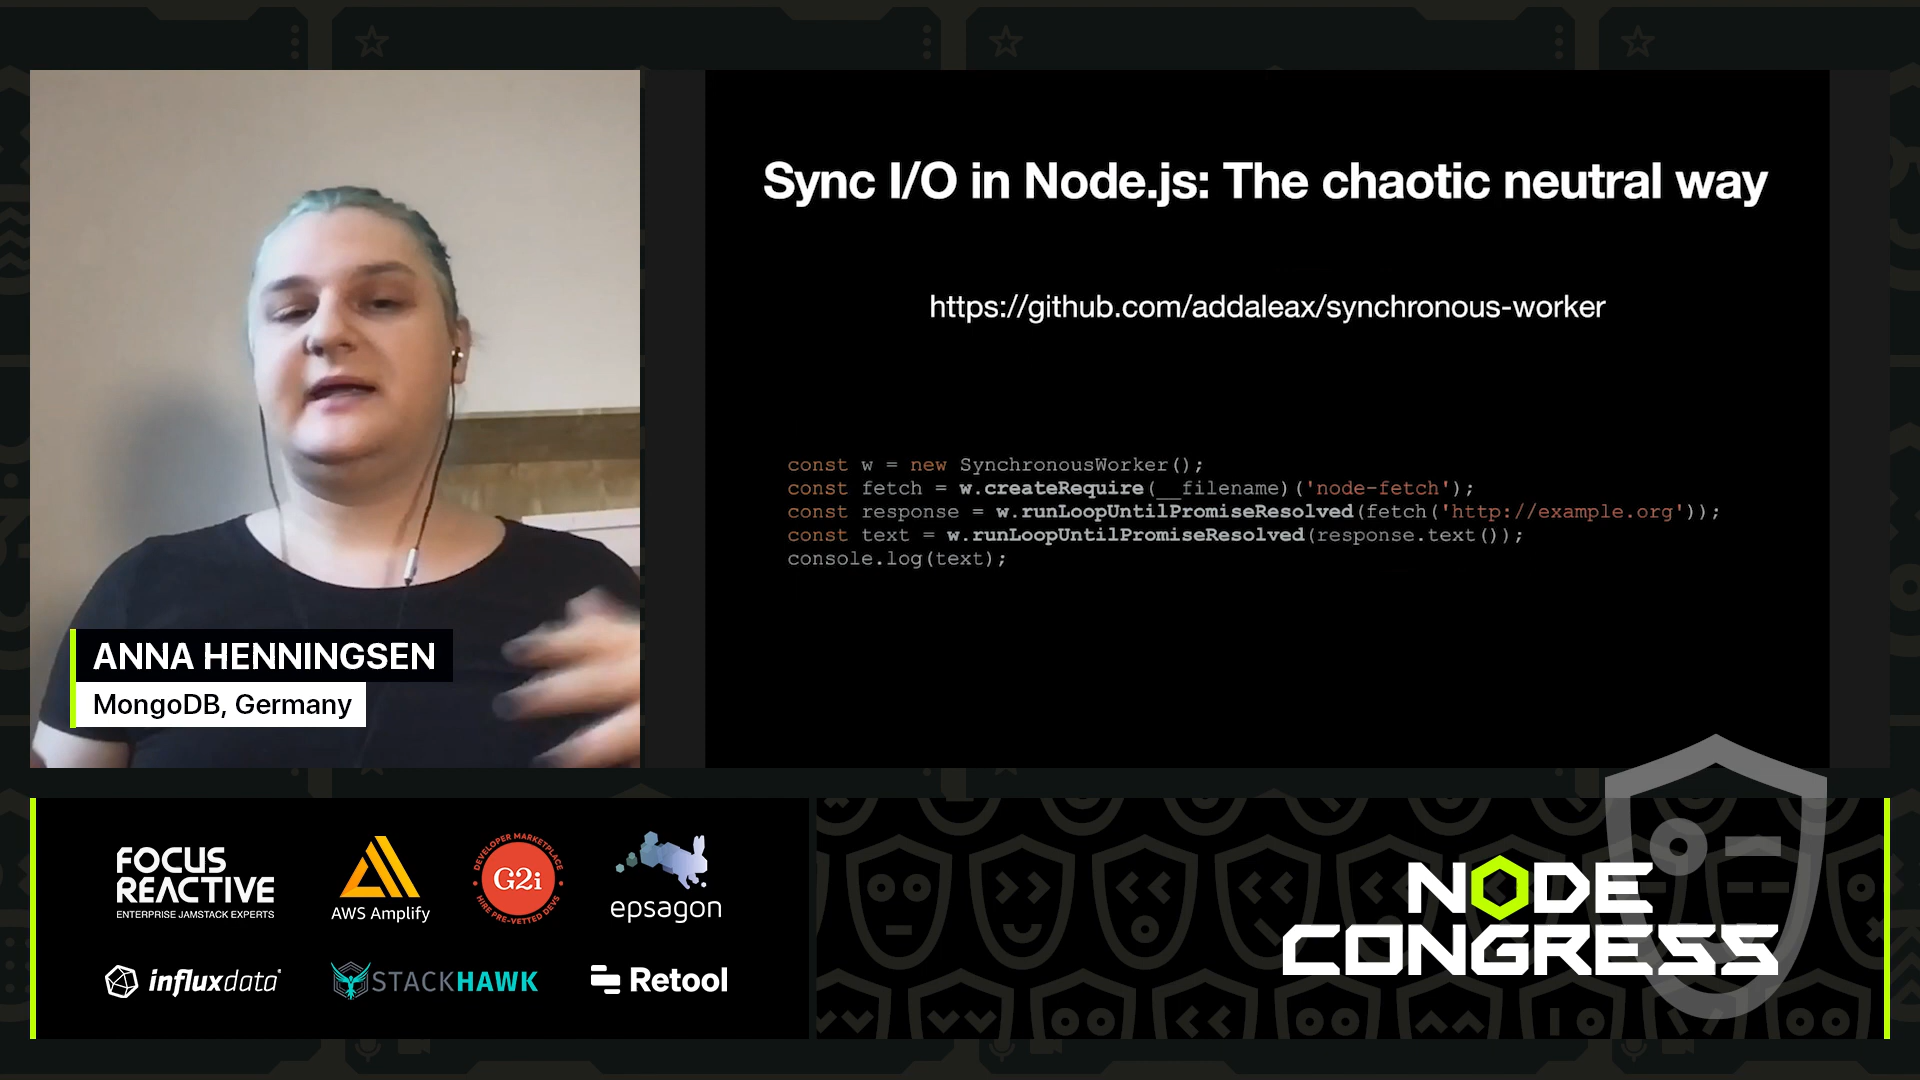 Sync I/O in Node.js: The chaotic neutral way
https://github.com/addaleax/synchronous-worker
const w = new SynchronousWorker();
const fetch = w.createRequire(__filename)('node-fetch');
const response = w.runLoopUntilPromiseResolved(fetch('http://example.org'));
const text = w.runLoopUntilPromiseResolved(response.text());
console.log(text);
ANNA HENNINGSEN
MongoDB, Germany
FOCUS
REACTIVE
ENTERPRISE JAMSTACK EXPERTS
AWS Amplify
DEVELOPER MARKETPLACE
G2i
HIRE PRE-VETTED DEVS
epsagon
influxdata
STACKHAWK
Retool
NODE
CONGRESS